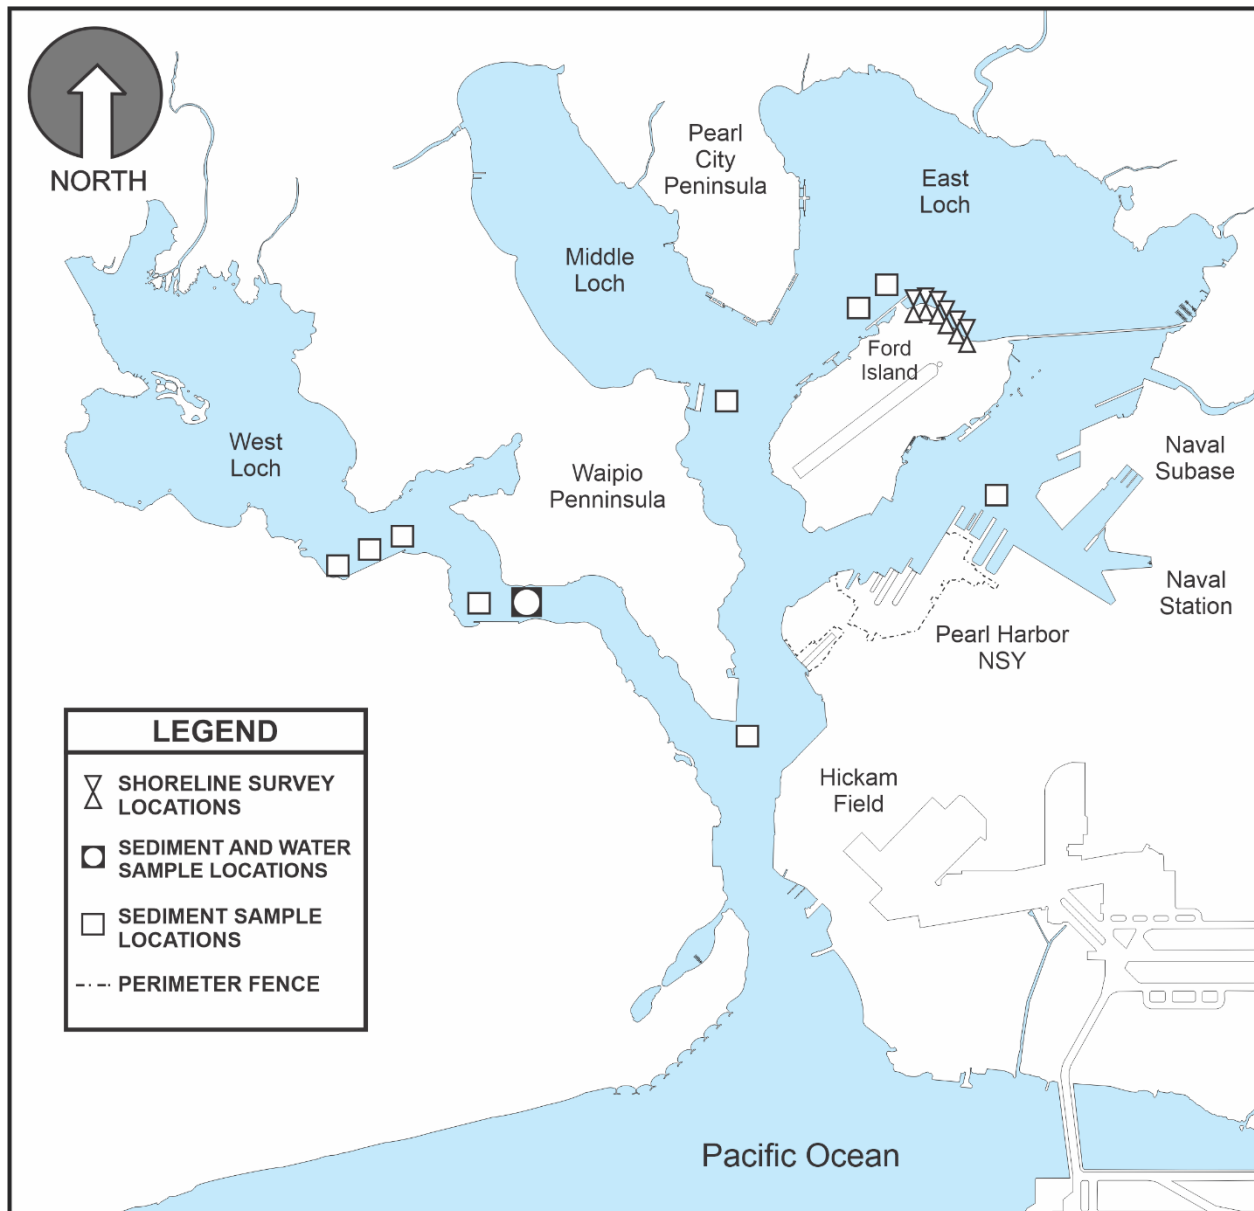 NORTH
Pearl
City
Peninsula
East
Loch
Middle
Loch
Ford
Island
West
Loch
Waipio
Penninsula
Naval
Subase
Naval
Station
Pearl Harbor
NSY
Hickam
Field
LEGEND
SHORELINE SURVEY
LOCATIONS
SEDIMENT AND WATER
SAMPLE LOCATIONS
SEDIMENT SAMPLE
LOCATIONS
PERIMETER FENCE
Pacific Ocean